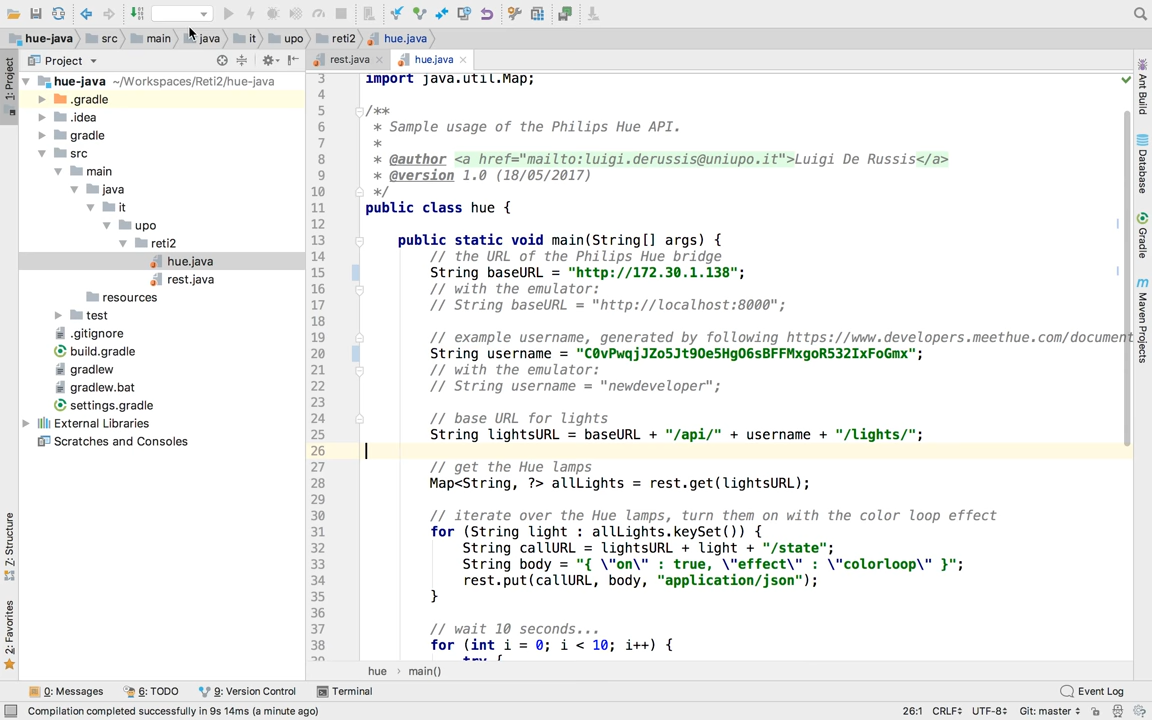 hue-java src main java it upo reti2 hue.java
1: Project
Project
rest.java hue.java
hue-java ~/Workspaces/Reti2/hue-java
.gradle
.idea
gradle
src
main
java
it
upo
reti2
hue.java
rest.java
resources
test
.gitignore
build.gradle
gradlew
gradlew.bat
settings.gradle
External Libraries
Scratches and Consoles
Z: Structure
2: Favorites
3 import java.util.Map;
4
5 /**
6 * Sample usage of the Philips Hue API.
7 *
8 * @author <a href="mailto:luigi.derussis@uniupo.it">Luigi De Russis</a>
9 * @version 1.0 (18/05/2017)
10 */
11 public class hue {
12
13 public static void main(String[] args) {
14 // the URL of the Philips Hue bridge
15 String baseURL = "http://172.30.1.138";
16 // with the emulator:
17 // String baseURL = "http://localhost:8000";
18
19 // example username, generated by following https://www.developers.meethue.com/document
20 String username = "C0vPwqjJZo5Jt9Oe5HgO6sBFFMxgoR532IxFoGmx";
21 // with the emulator:
22 // String username = "newdeveloper";
23
24 // base URL for lights
25 String lightsURL = baseURL + "/api/" + username + "/lights/";
26
27 // get the Hue lamps
28 Map<String, ?> allLights = rest.get(lightsURL);
29
30 // iterate over the Hue lamps, turn them on with the color loop effect
31 for (String light : allLights.keySet()) {
32 String callURL = lightsURL + light + "/state";
33 String body = "{ \"on\" : true, \"effect\" : \"colorloop\" }";
34 rest.put(callURL, body, "application/json");
35 }
36
37 // wait 10 seconds...
38 for (int i = 0; i < 10; i++) {
39 try {
hue main()
Ant Build
Database
Gradle
Maven Projects
0: Messages 6: TODO 9: Version Control Terminal Event Log
Compilation completed successfully in 9s 14ms (a minute ago) 26:1 CRLF UTF-8 Git: master